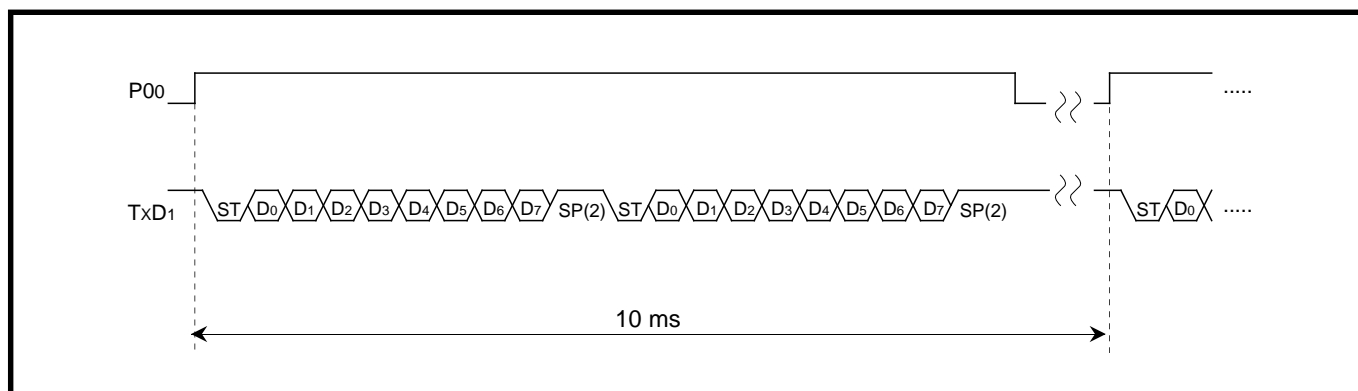 P00 .....
TxD1 ST D0 D1 D2 D3 D4 D5 D6 D7 SP(2) ST D0 D1 D2 D3 D4 D5 D6 D7 SP(2) ST D0 .....
10 ms